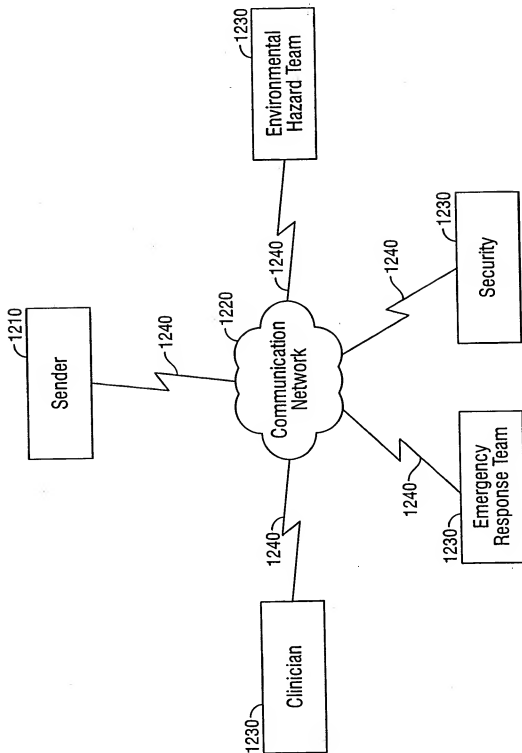 1210
Sender
1240
1230
Environmental
Hazard Team
1240
1220
Communication
Network
1240
1230
Clinician
1240
1230
Emergency
Response Team
1240
1230
Security